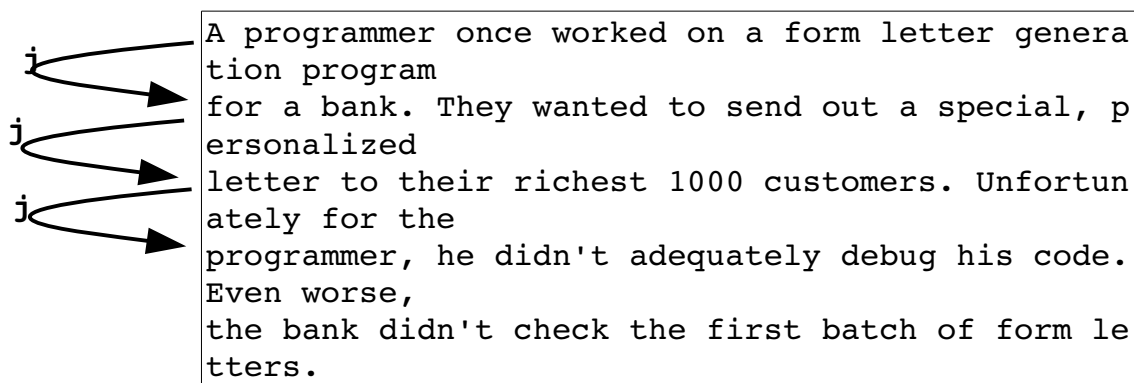 A programmer once worked on a form letter genera
j
tion program
for a bank. They wanted to send out a special, p
j
ersonalized
letter to their richest 1000 customers. Unfortun
j
ately for the
programmer, he didn't adequately debug his code.
Even worse,
the bank didn't check the first batch of form le
tters.